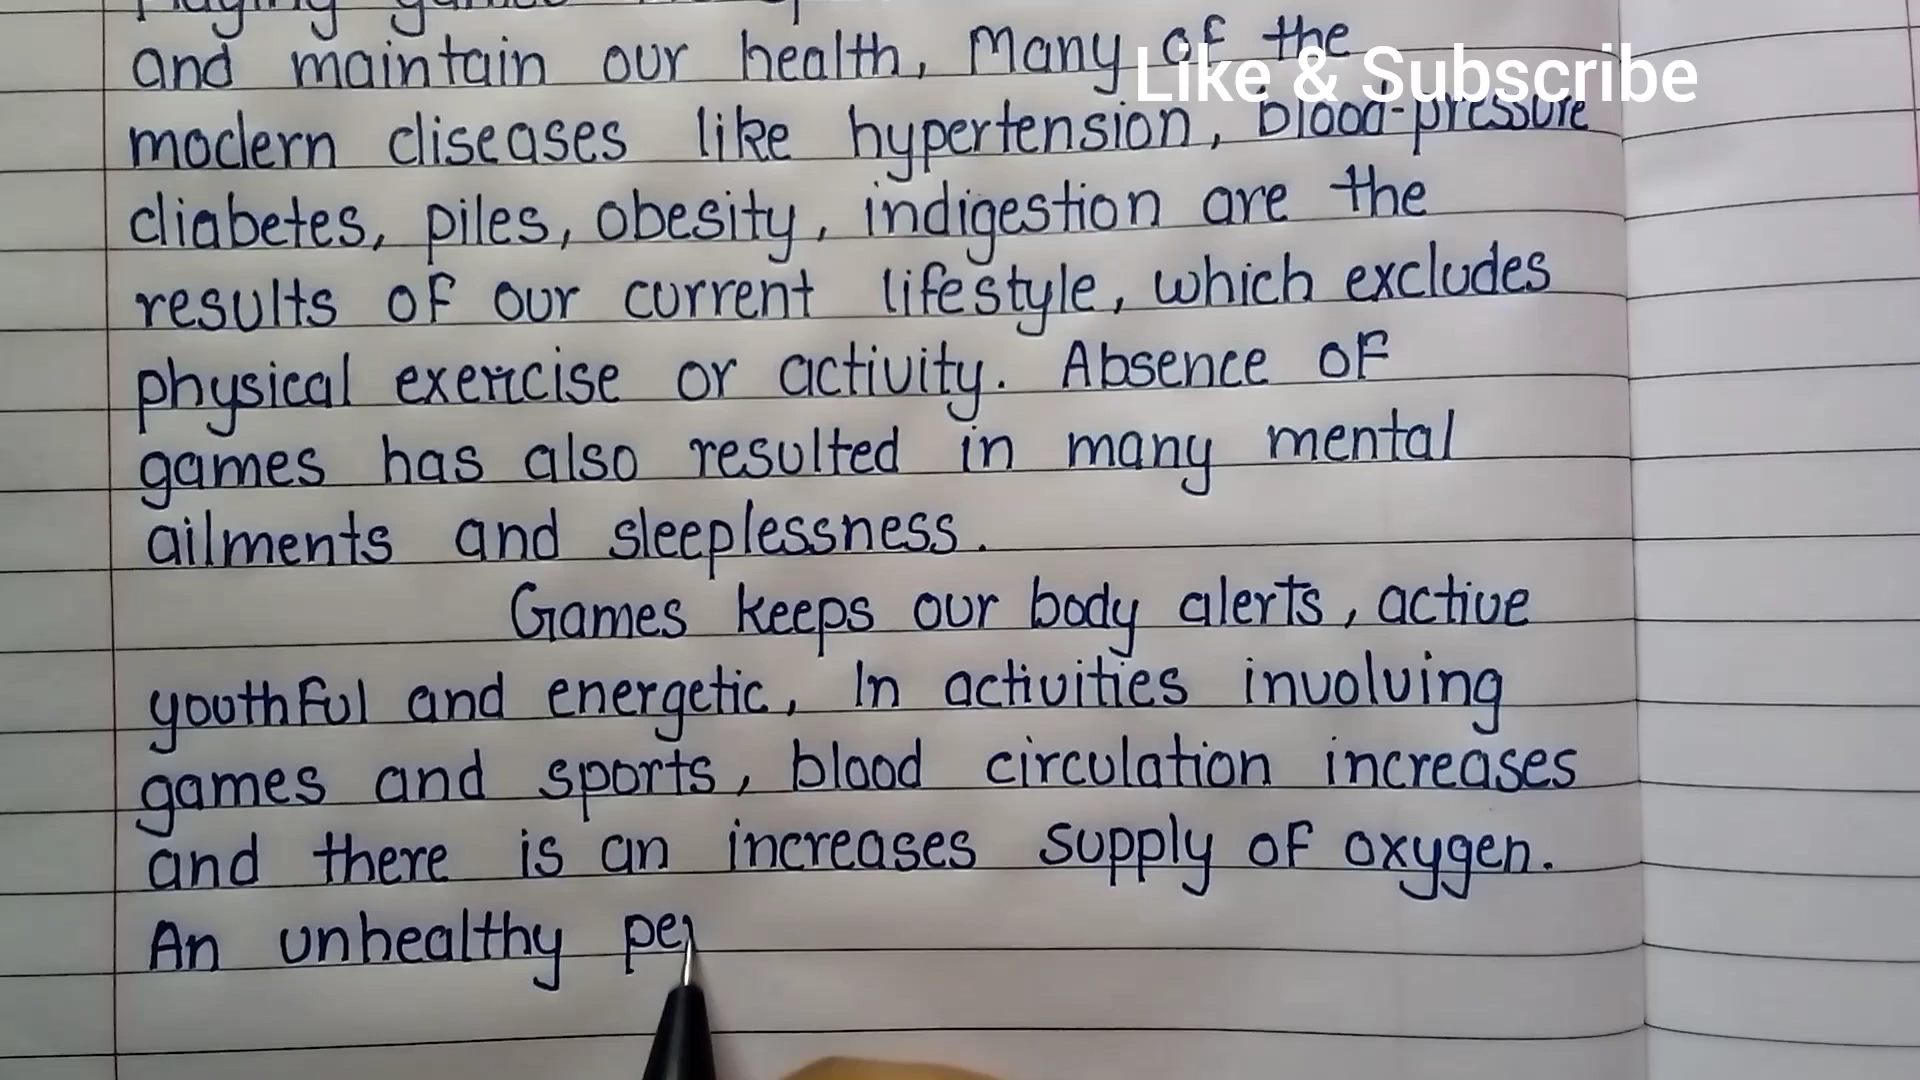 Playing games
and maintain our health, Many of the
Like & Subscribe
modern diseases like hypertension, blood-pressure
diabetes, piles, obesity, indigestion are the
results of our current lifestyle, which excludes
physical exercise or activity. Absence of
games has also resulted in many mental
ailments and sleeplessness.
Games keeps our body alerts, active
youthful and energetic, In activities involving
games and sports, blood circulation increases
and there is an increases supply of oxygen.
An unhealthy per